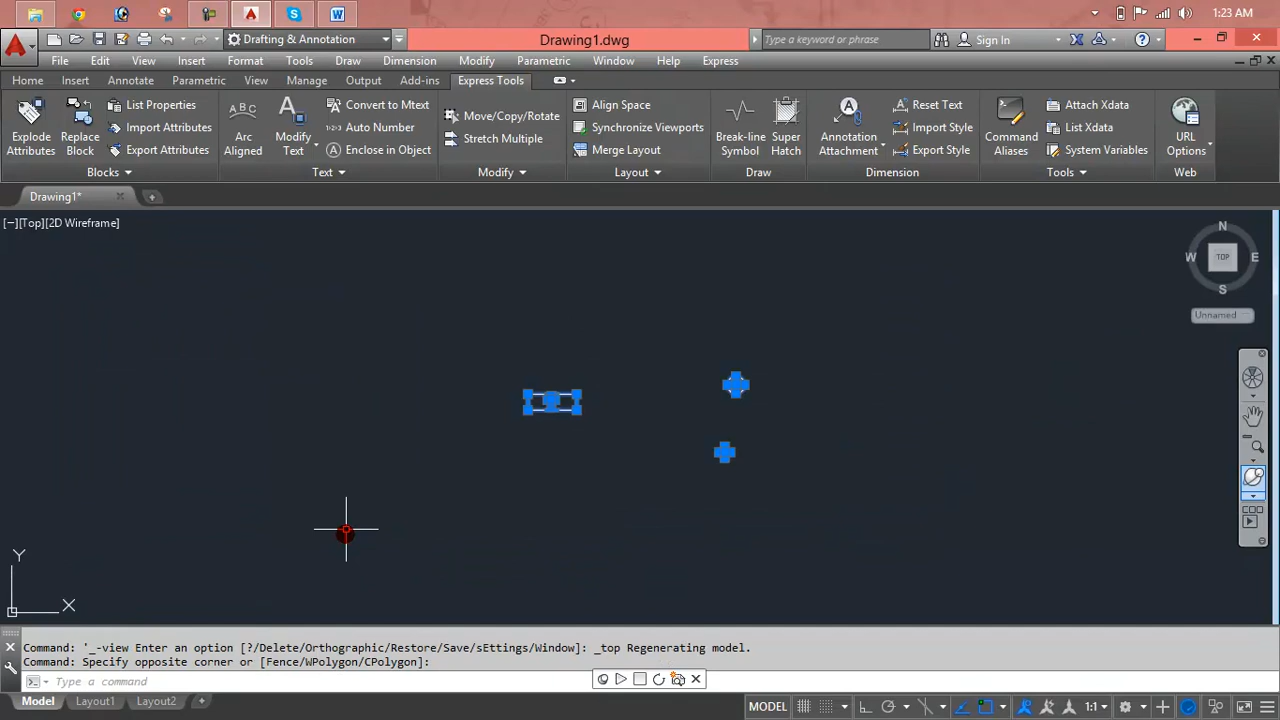 1:23 AM
Drafting & Annotation
Drawing1.dwg
Type a keyword or phrase
Sign In
File Edit View Insert Format Tools Draw Dimension Modify Parametric Window Help Express
Home Insert Annotate Parametric View Manage Output Add-ins Express Tools
Explode Attributes
Replace Block
List Properties
Import Attributes
Export Attributes
ABC
Arc Aligned
Modify Text
Convert to Mtext
Auto Number
Enclose in Object
Move/Copy/Rotate
Stretch Multiple
Align Space
Synchronize Viewports
Merge Layout
Break-line Symbol
Super Hatch
Annotation Attachment
Reset Text
Import Style
Export Style
Command Aliases
Attach Xdata
List Xdata
System Variables
URL Options
Blocks Text Modify Layout Draw Dimension Tools Web
Drawing1*
[−][Top][2D Wireframe]
N
W TOP E
S
Unnamed
Y
X
Command: '_-view Enter an option [?/Delete/Orthographic/Restore/Save/sEttings/Window]: _top Regenerating model.
Command: Specify opposite corner or [Fence/WPolygon/CPolygon]:
Type a command
Model Layout1 Layout2 +
MODEL 1:1